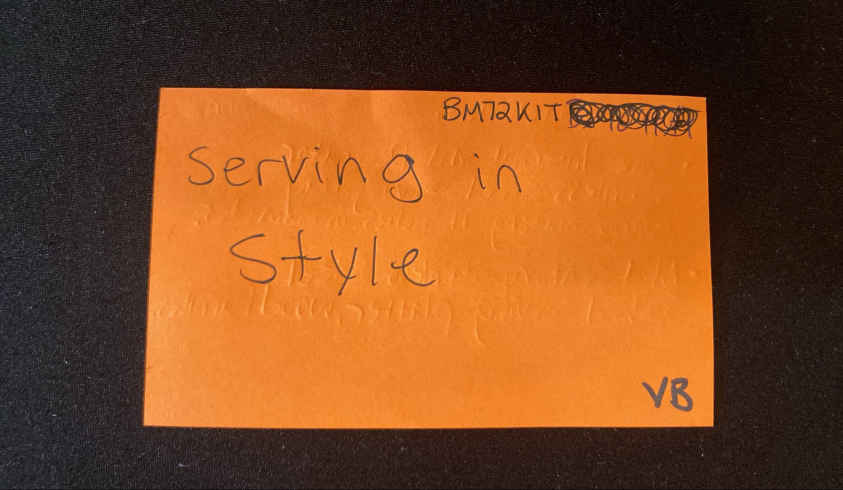 BM72KIT
Serving in
Style
VB